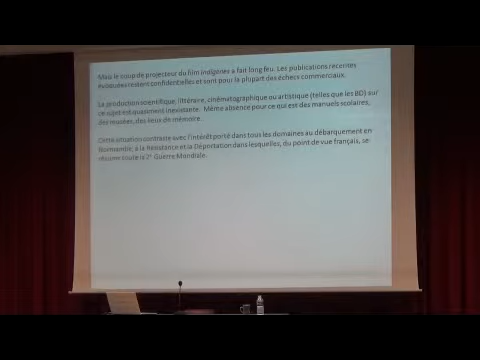 Mais le coup de projecteur du film Indigènes a fait long feu. Les publications récentes
évoquées restent confidentielles et sont pour la plupart des échecs commerciaux.
La production scientifique, littéraire, cinématographique ou artistique (telles que les BD) sur
ce sujet est quasiment inexistante. Même absence pour ce qui est des manuels scolaires,
des musées, des lieux de mémoire.
Cette situation contraste avec l'intérêt porté dans tous les domaines au débarquement en
Normandie, à la Résistance et la Déportation dans lesquelles, du point de vue français, se
résume toute la 2e Guerre Mondiale.